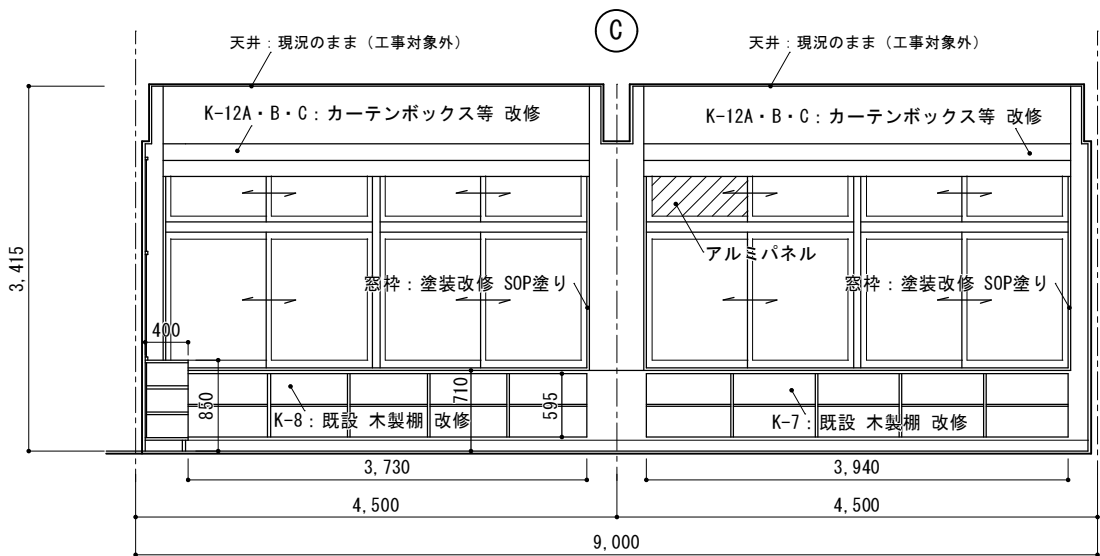 C
天井：現況のまま（工事対象外）
天井：現況のまま（工事対象外）
K-12A・B・C：カーテンボックス等 改修
K-12A・B・C：カーテンボックス等 改修
アルミパネル
3,415
窓枠：塗装改修 SOP塗り
窓枠：塗装改修 SOP塗り
400
850
710
595
K-8：既設 木製棚 改修
K-7：既設 木製棚 改修
3,730
3,940
4,500
4,500
9,000